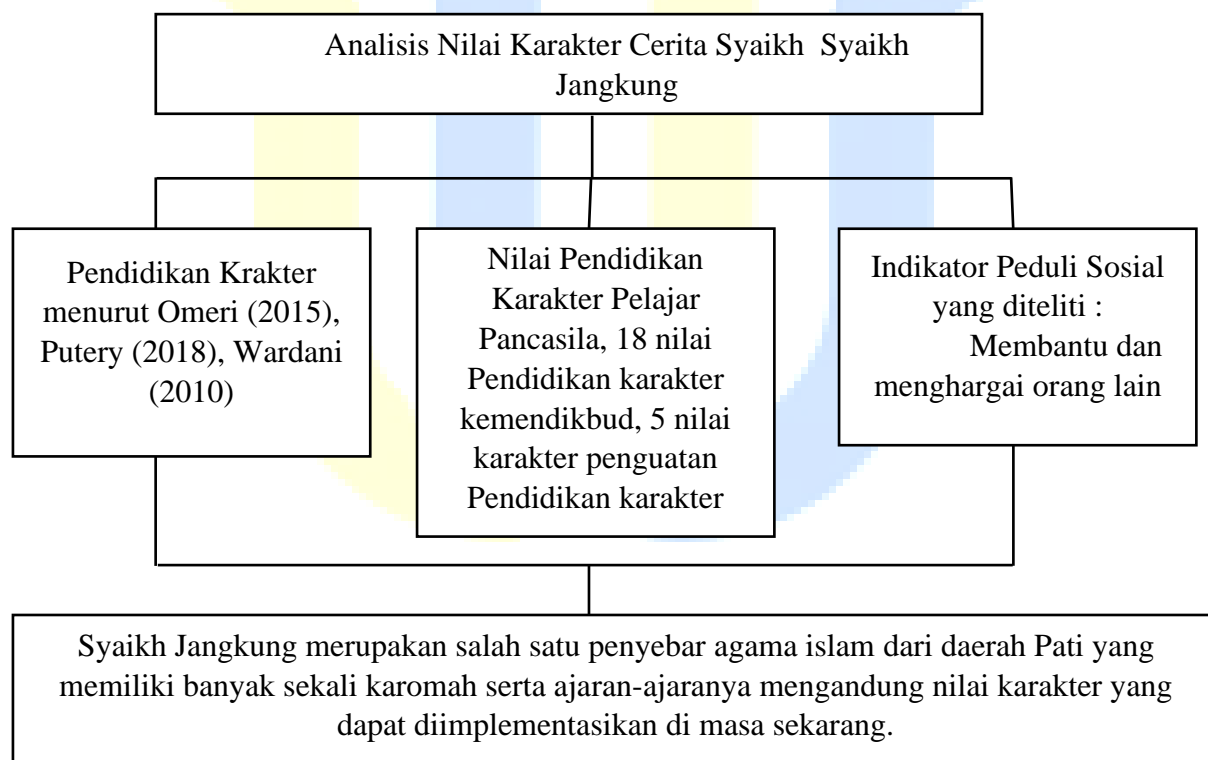 Analisis Nilai Karakter Cerita Syaikh Syaikh
Jangkung
Pendidikan Krakter
menurut Omeri (2015),
Putery (2018), Wardani
(2010)
Nilai Pendidikan
Karakter Pelajar
Pancasila, 18 nilai
Pendidikan karakter
kemendikbud, 5 nilai
karakter penguatan
Pendidikan karakter
Indikator Peduli Sosial
yang diteliti :
Membantu dan
menghargai orang lain
Syaikh Jangkung merupakan salah satu penyebar agama islam dari daerah Pati yang
memiliki banyak sekali karomah serta ajaran-ajaranya mengandung nilai karakter yang
dapat diimplementasikan di masa sekarang.